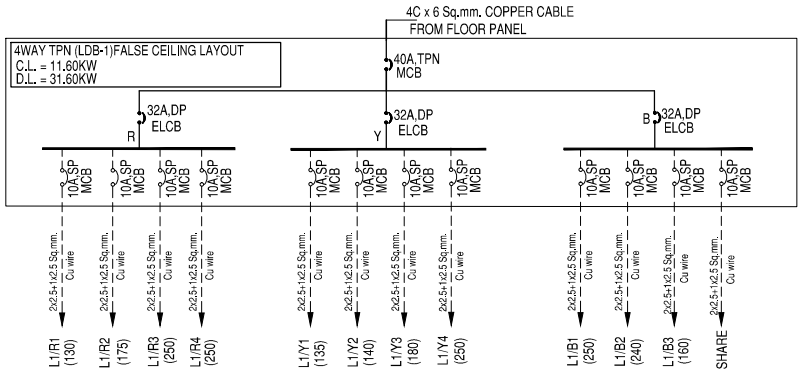 4C x 6 Sq.mm. COPPER CABLE
FROM FLOOR PANEL
4WAY TPN (LDB-1)FALSE CEILING LAYOUT
C.L. = 11.60KW
D.L. = 31.60KW
40A,TPN
MCB
32A,DP
ELCB
R
32A,DP
ELCB
Y
32A,DP
ELCB
B
10A,SP
MCB
10A,SP
MCB
10A,SP
MCB
10A,SP
MCB
10A,SP
MCB
10A,SP
MCB
10A,SP
MCB
10A,SP
MCB
10A,SP
MCB
10A,SP
MCB
10A,SP
MCB
10A,SP
MCB
2x2.5+1x2.5 Sq.mm.
Cu wire
2x2.5+1x2.5 Sq.mm.
Cu wire
2x2.5+1x2.5 Sq.mm.
Cu wire
2x2.5+1x2.5 Sq.mm.
Cu wire
2x2.5+1x2.5 Sq.mm.
Cu wire
2x2.5+1x2.5 Sq.mm.
Cu wire
2x2.5+1x2.5 Sq.mm.
Cu wire
2x2.5+1x2.5 Sq.mm.
Cu wire
2x2.5+1x2.5 Sq.mm.
Cu wire
2x2.5+1x2.5 Sq.mm.
Cu wire
2x2.5+1x2.5 Sq.mm.
Cu wire
2x2.5+1x2.5 Sq.mm.
Cu wire
L1/R1
(130)
L1/R2
(175)
L1/R3
(250)
L1/R4
(250)
L1/Y1
(135)
L1/Y2
(140)
L1/Y3
(180)
L1/Y4
(250)
L1/B1
(250)
L1/B2
(240)
L1/B3
(160)
SHARE